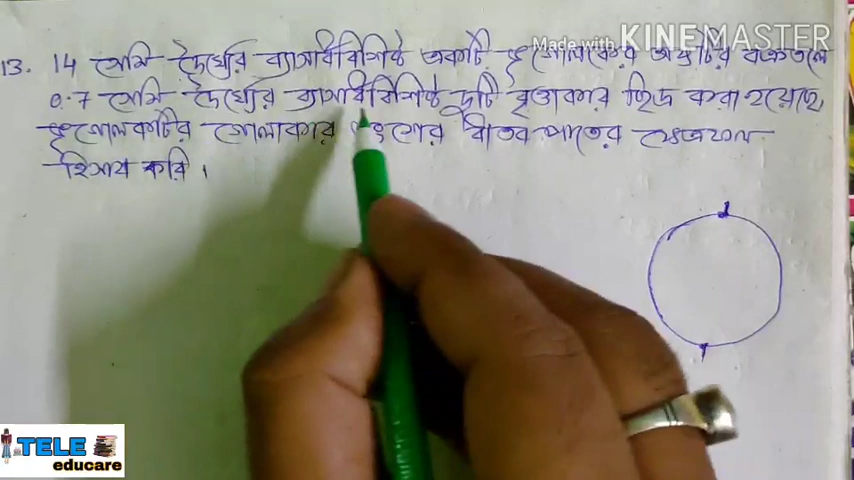 Made with KINEMASTER
13. 14 সেমি দৈর্ঘ্যের ব্যাসবিশিষ্ট একটি ভূগোলকের অক্ষটির বক্রতলে
0.7 সেমি দৈর্ঘ্যের ব্যাসবিশিষ্ট দুটি বৃত্তাকার ছিদ্র করা হয়েছে,
ভূগোলকটির গোলাকার অংশের ধাতব পাতের ক্ষেত্রফল
হিসাব করি।
TELE
educare